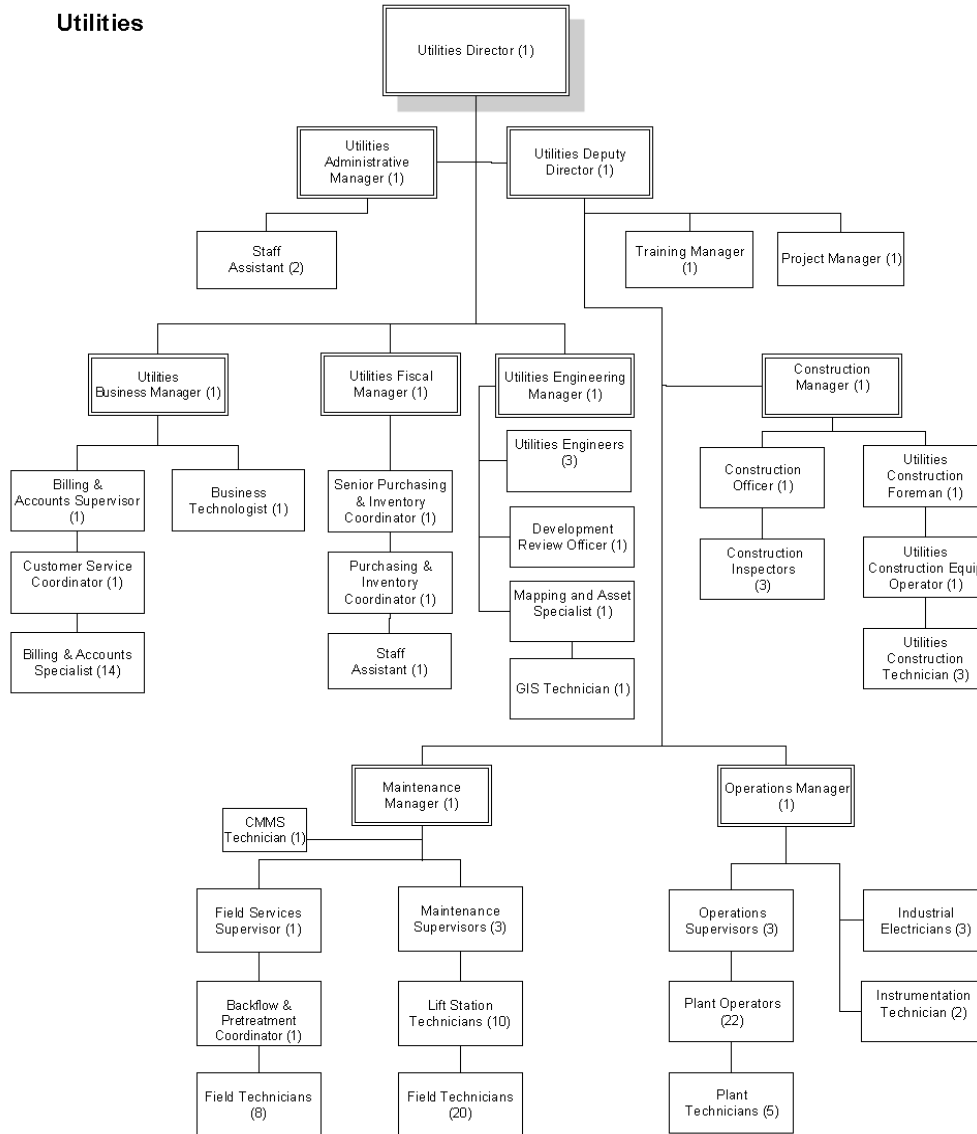 Utilities
Utilities Director (1)
Utilities
Administrative
Manager (1)
Utilities Deputy
Director (1)
Staff
Assistant (2)
Training Manager
(1)
Project Manager (1)
Utilities
Business Manager (1)
Utilities Fiscal
Manager (1)
Utilities Engineering
Manager (1)
Construction
Manager (1)
Billing &
Accounts Supervisor
(1)
Business
Technologist (1)
Senior Purchasing
& Inventory
Coordinator (1)
Utilities Engineers
(3)
Construction
Officer (1)
Utilities
Construction
Foreman (1)
Customer Service
Coordinator (1)
Purchasing &
Inventory
Coordinator (1)
Development
Review Officer (1)
Construction
Inspectors
(3)
Utilities
Construction Equip
Operator (1)
Billing & Accounts
Specialist (14)
Staff
Assistant (1)
Mapping and Asset
Specialist (1)
GIS Technician (1)
Utilities
Construction
Technician (3)
Maintenance
Manager (1)
Operations Manager
(1)
CMMS
Technician (1)
Field Services
Supervisor (1)
Maintenance
Supervisors (3)
Operations
Supervisors (3)
Industrial
Electricians (3)
Backflow &
Pretreatment
Coordinator (1)
Lift Station
Technicians (10)
Plant Operators
(22)
Instrumentation
Technician (2)
Field Technicians
(8)
Field Technicians
(20)
Plant
Technicians (5)